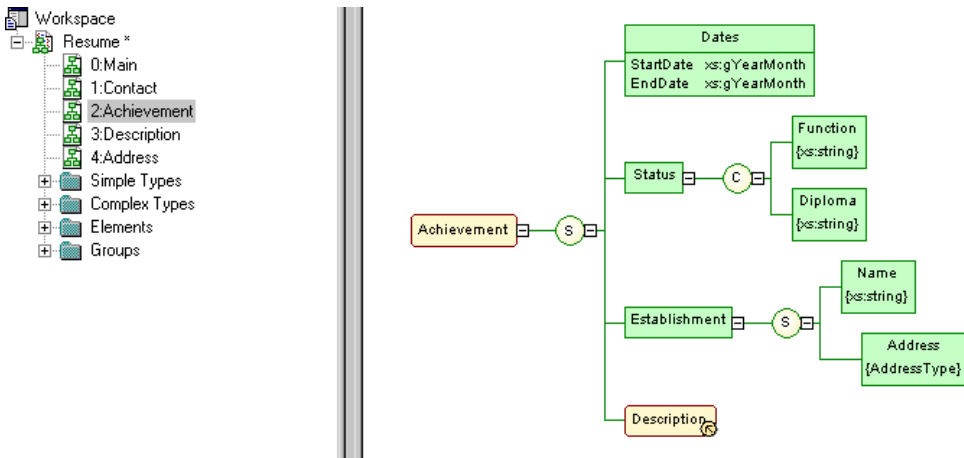 Workspace
Resume *
0:Main
1:Contact
2:Achievement
3:Description
4:Address
Simple Types
Complex Types
Elements
Groups
Dates
StartDate xs:gYearMonth
EndDate xs:gYearMonth
Function
{xs:string}
Status
C
Diploma
{xs:string}
Achievement
S
Name
{xs:string}
Establishment
S
Address
{AddressType}
Description